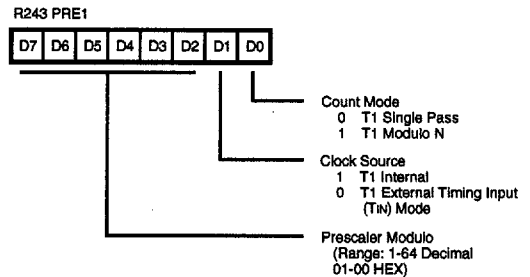 R243 PRE1
D7 D6 D5 D4 D3 D2 D1 D0
Count Mode
0 T1 Single Pass
1 T1 Modulo N
Clock Source
1 T1 Internal
0 T1 External Timing Input
(TIN) Mode
Prescaler Modulo
(Range: 1-64 Decimal
01-00 HEX)